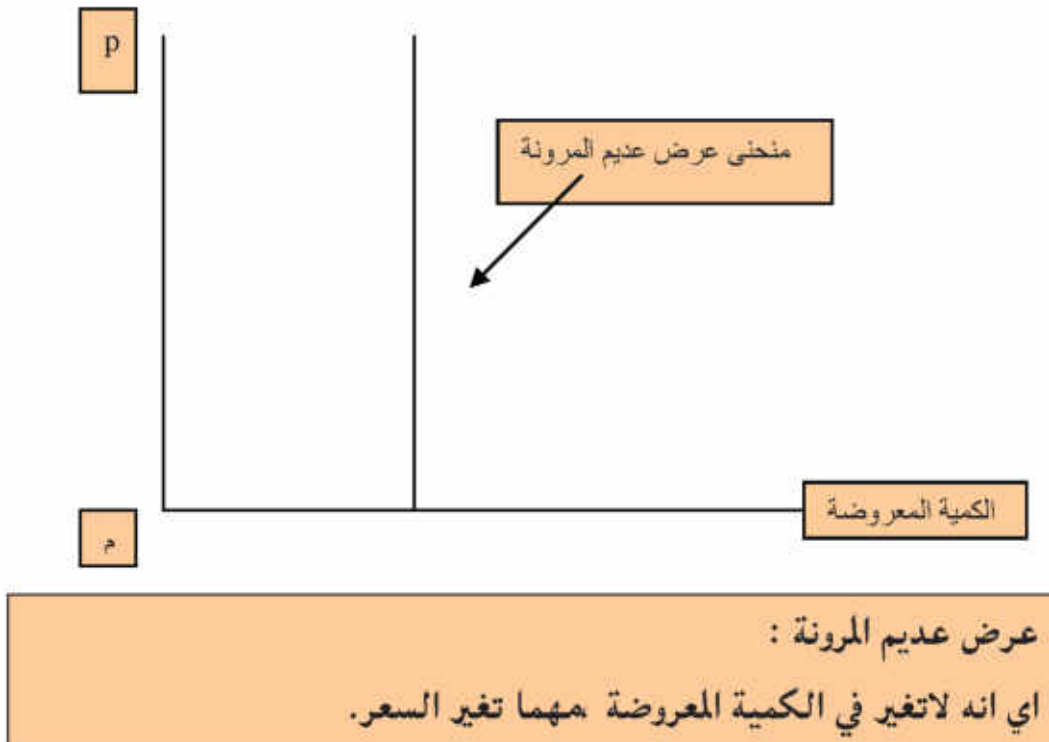 p
منحنى عرض عديم المرونة
الكمية المعروضة
م
عرض عديم المرونة :
اي انه لاتغير في الكمية المعروضة مهما تغير السعر.